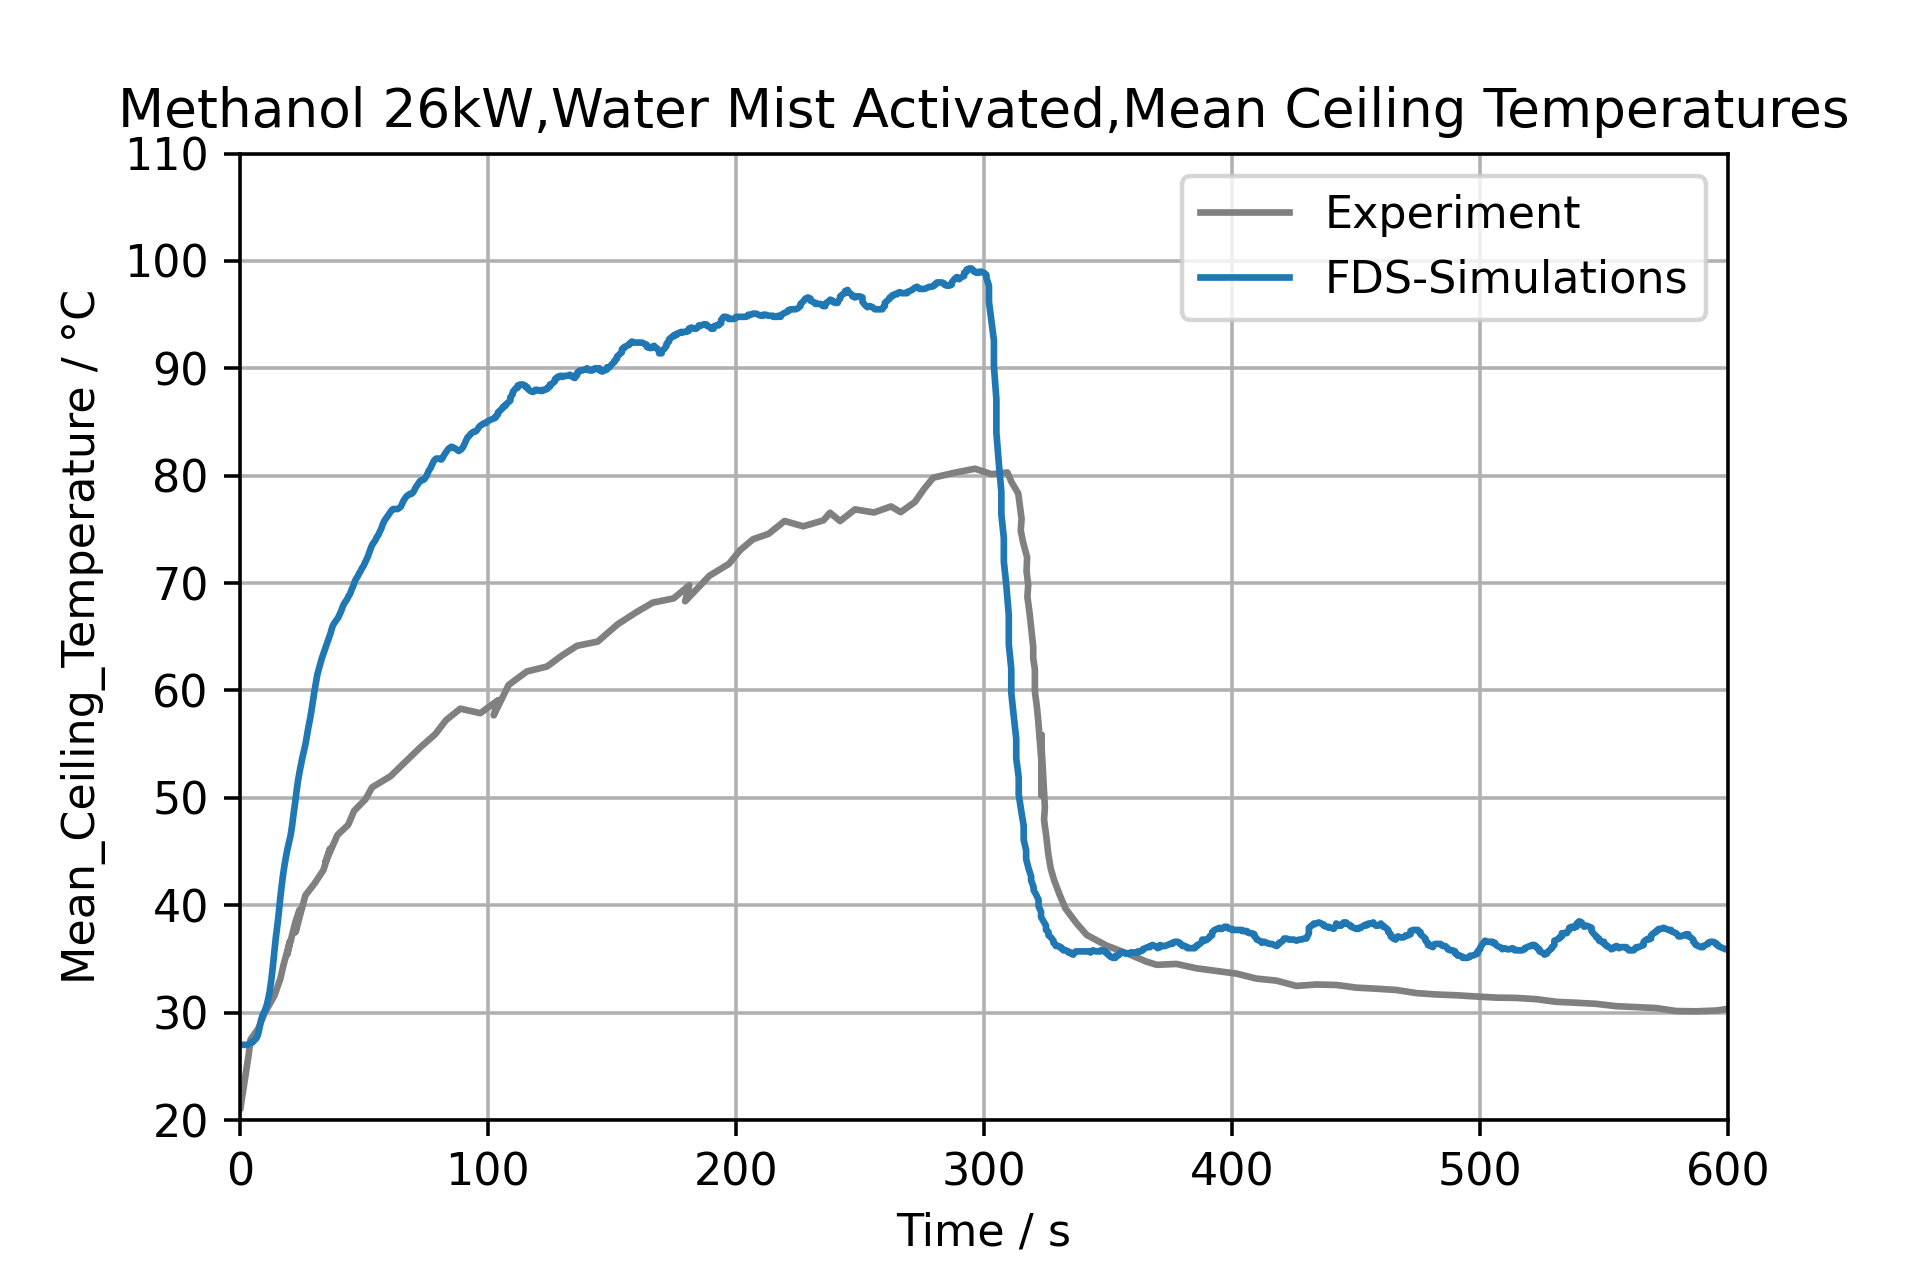 Methanol 26kW,Water Mist Activated,Mean Ceiling Temperatures
Mean_Ceiling_Temperature / °C
110
100
90
80
70
60
50
40
30
20
Experiment
FDS-Simulations
0 100 200 300 400 500 600
Time / s